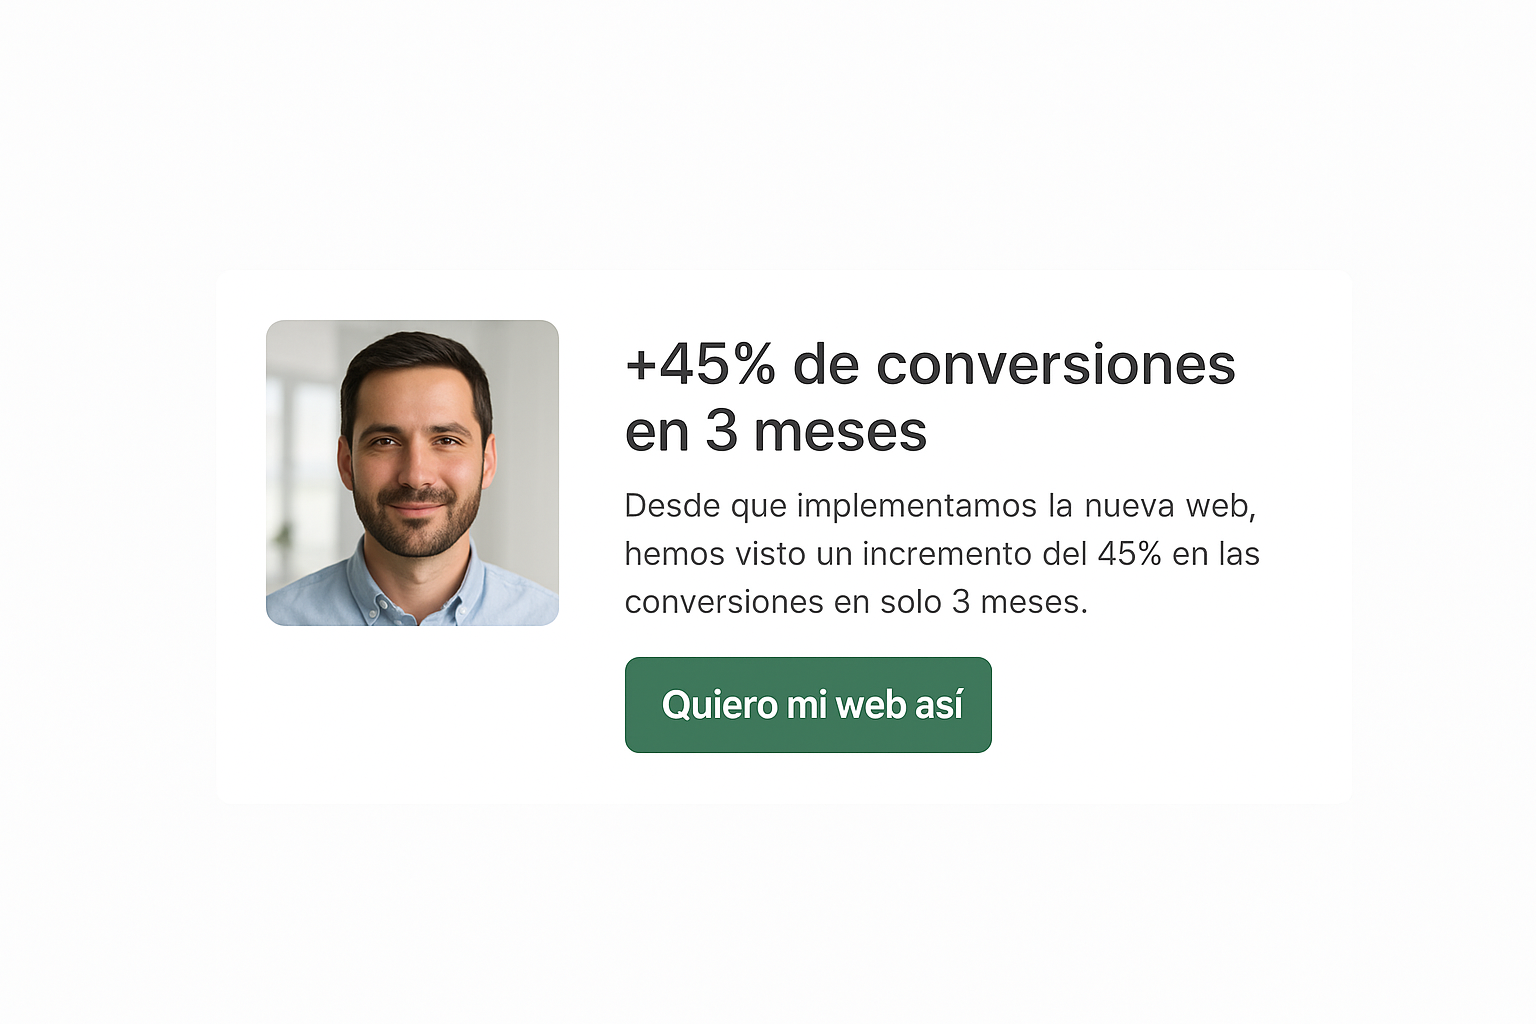 +45% de conversiones
en 3 meses
Desde que implementamos la nueva web,
hemos visto un incremento del 45% en las
conversiones en solo 3 meses.
Quiero mi web así